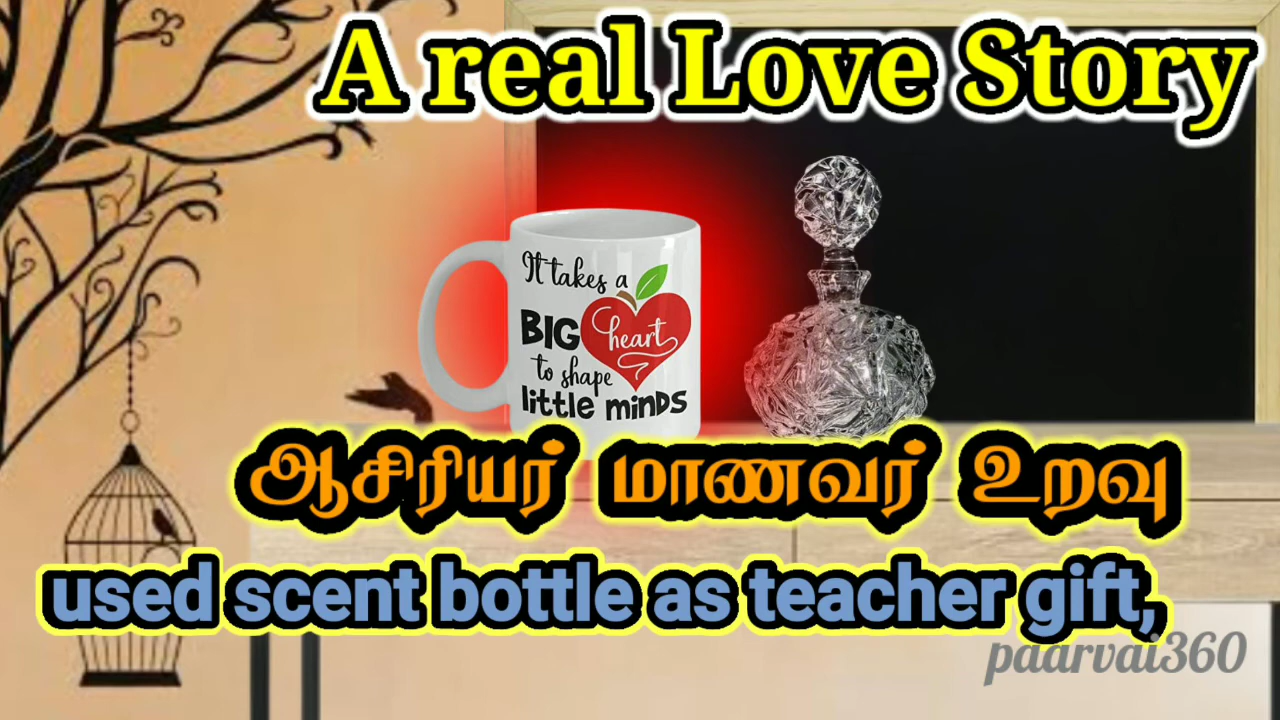 A real Love Story
It takes a
BIG heart
to shape
little minDs
ஆசிரியர் மாணவர் உறவு
used scent bottle as teacher gift,
paarvai360